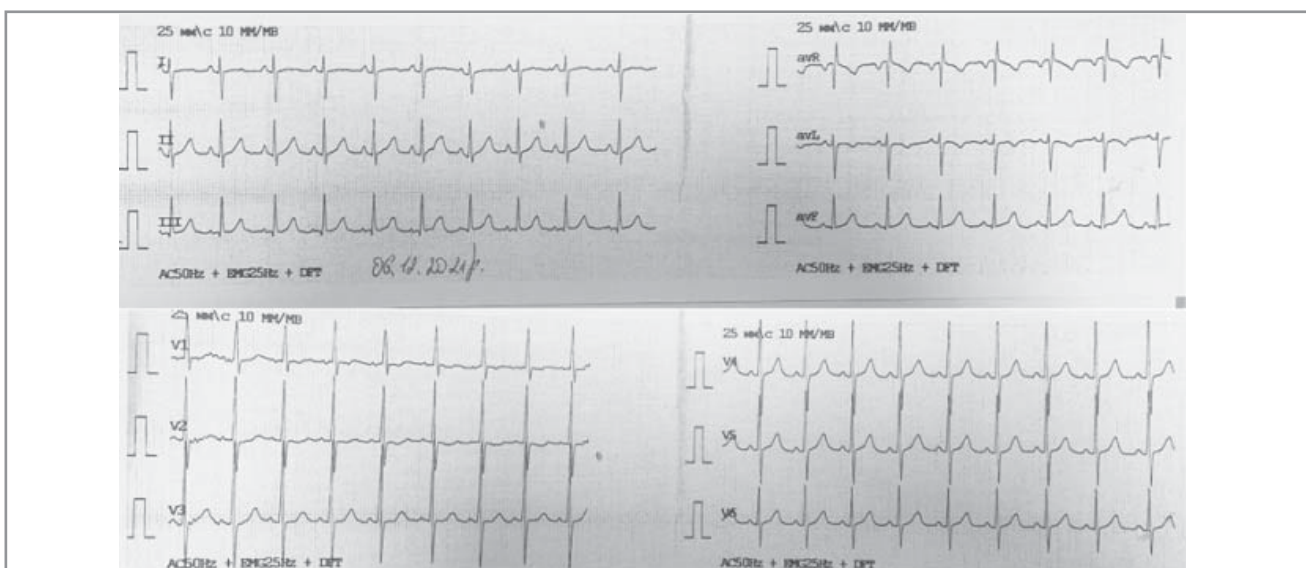 25 мм\с 10 ММ/МВ
I
II
III
AC50Hz + EMG25Hz + DFT
06.12.2021р.
25 мм\с 10 ММ/МВ
avR
avL
avF
AC50Hz + EMG25Hz + DFT
25 мм\с 10 ММ/МВ
V1
V2
V3
AC50Hz + EMG25Hz + DFT
25 мм\с 10 ММ/МВ
V4
V5
V6
AC50Hz + EMG25Hz + DFT